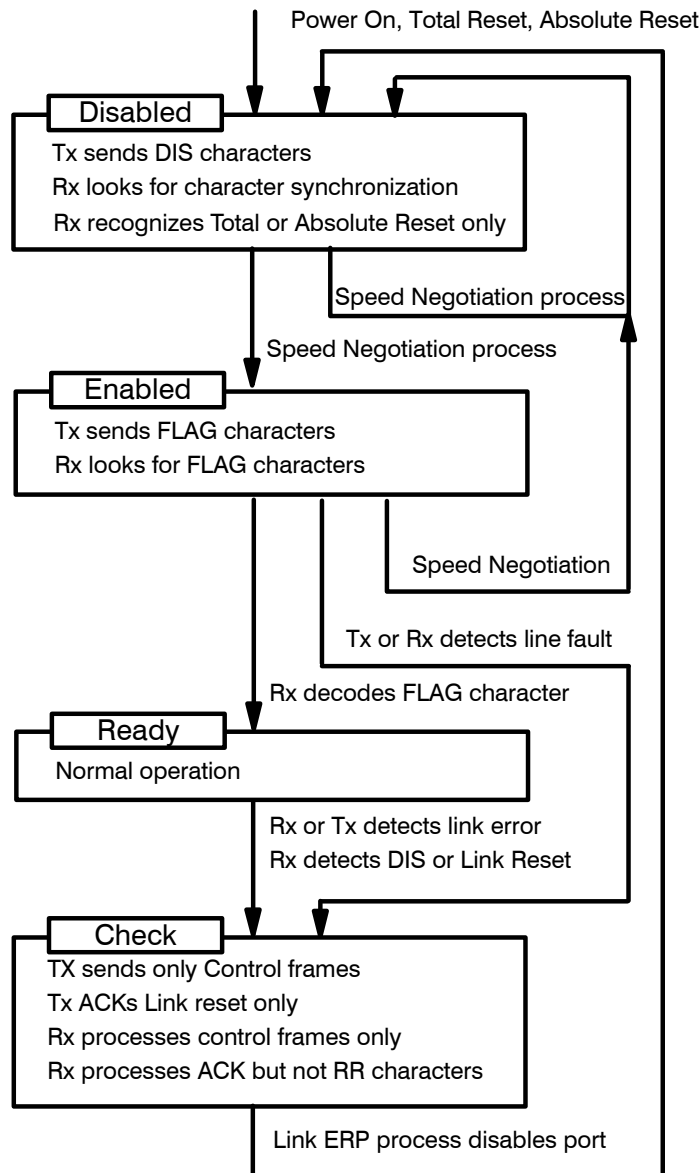 Power On, Total Reset, Absolute Reset
Disabled
Tx sends DIS characters
Rx looks for character synchronization
Rx recognizes Total or Absolute Reset only
Speed Negotiation process
Speed Negotiation process
Enabled
Tx sends FLAG characters
Rx looks for FLAG characters
Speed Negotiation
Tx or Rx detects line fault
Rx decodes FLAG character
Ready
Normal operation
Rx or Tx detects link error
Rx detects DIS or Link Reset
Check
TX sends only Control frames
Tx ACKs Link reset only
Rx processes control frames only
Rx processes ACK but not RR characters
Link ERP process disables port